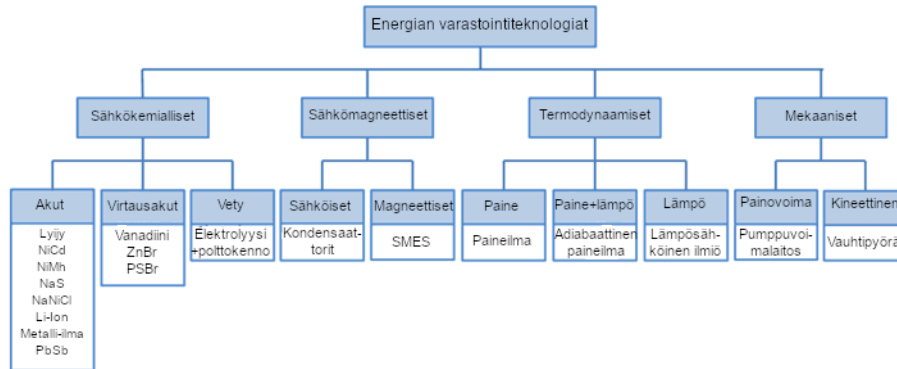 Energian varastointiteknologiat
Sähkökemialliset
Sähkömagneettiset
Termodynaamiset
Mekaaniset
Akut
Lyijy
NiCd
NiMh
NaS
NaNiCl
Li-Ion
Metalli-ilma
PbSb
Virtausakut
Vanadiini
ZnBr
PSBr
Vety
Elektrolyysi
+polttokenno
Sähköiset
Kondensaat-
torit
Magneettiset
SMES
Paine
Paineilma
Paine+lämpö
Adiabaattinen
paineilma
Lämpö
Lämpösäh-
köinen ilmiö
Painovoima
Pumppuvoi-
malaitos
Kineettinen
Vauhtipyörä